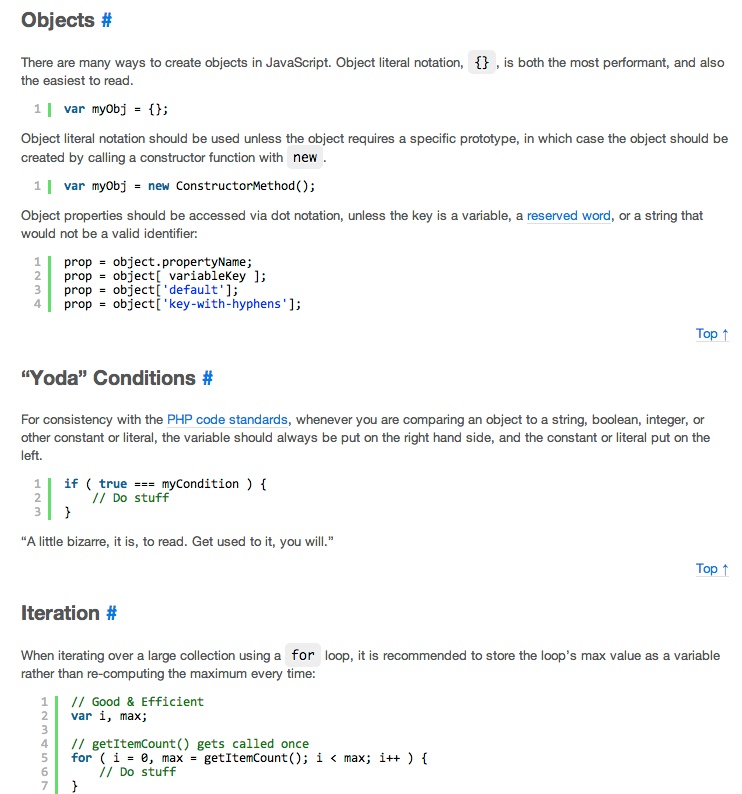 Objects #
There are many ways to create objects in JavaScript. Object literal notation, {} , is both the most performant, and also
the easiest to read.
1 var myObj = {};
Object literal notation should be used unless the object requires a specific prototype, in which case the object should be
created by calling a constructor function with new .
1 var myObj = new ConstructorMethod();
Object properties should be accessed via dot notation, unless the key is a variable, a reserved word, or a string that
would not be a valid identifier:
1 prop = object.propertyName;
2 prop = object[ variableKey ];
3 prop = object['default'];
4 prop = object['key-with-hyphens'];
Top ↑
“Yoda” Conditions #
For consistency with the PHP code standards, whenever you are comparing an object to a string, boolean, integer, or
other constant or literal, the variable should always be put on the right hand side, and the constant or literal put on the
left.
1 if ( true === myCondition ) {
2     // Do stuff
3 }
“A little bizarre, it is, to read. Get used to it, you will.”
Top ↑
Iteration #
When iterating over a large collection using a for loop, it is recommended to store the loop’s max value as a variable
rather than re-computing the maximum every time:
1 // Good & Efficient
2 var i, max;
3
4 // getItemCount() gets called once
5 for ( i = 0, max = getItemCount(); i < max; i++ ) {
6     // Do stuff
7 }